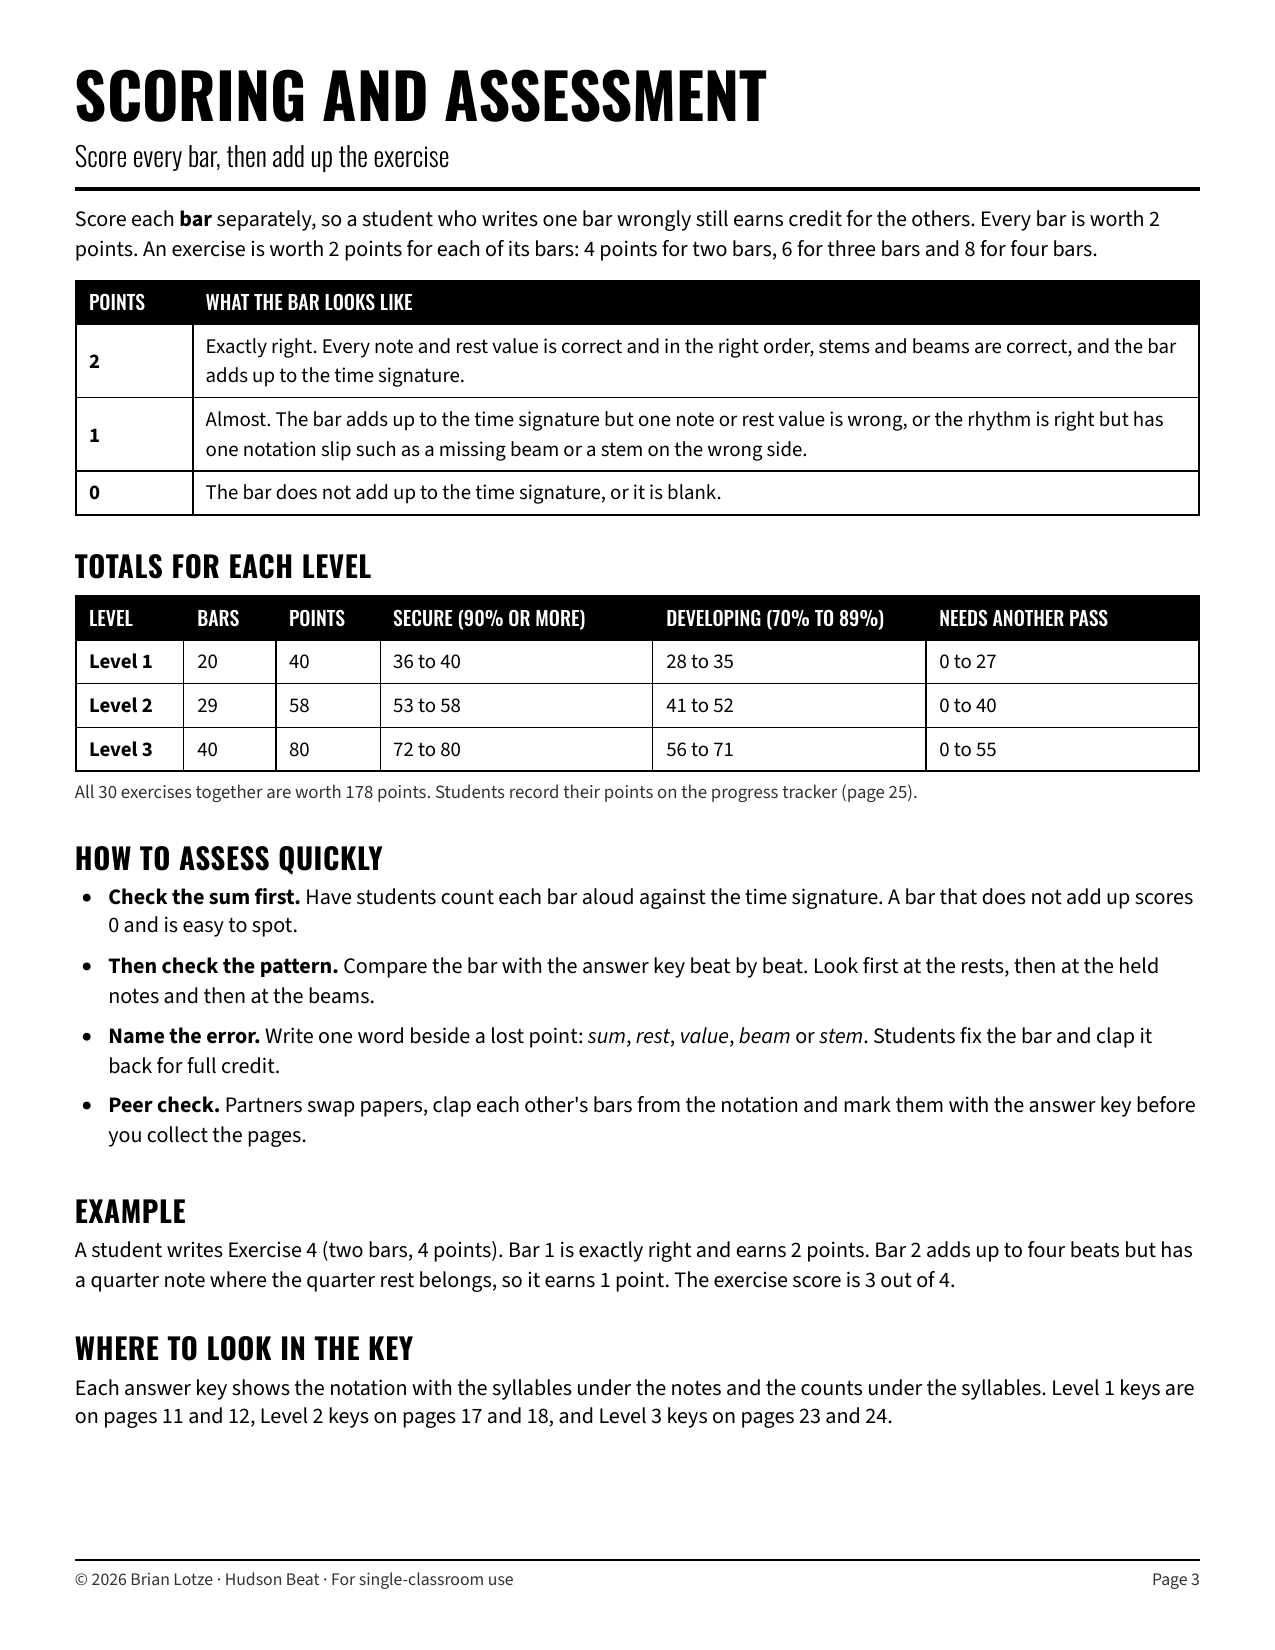 SCORING AND ASSESSMENT
Score every bar, then add up the exercise
Score each bar separately, so a student who writes one bar wrongly still earns credit for the others. Every bar is worth 2
points. An exercise is worth 2 points for each of its bars: 4 points for two bars, 6 for three bars and 8 for four bars.
POINTS WHAT THE BAR LOOKS LIKE
2 Exactly right. Every note and rest value is correct and in the right order, stems and beams are correct, and the bar
adds up to the time signature.
1 Almost. The bar adds up to the time signature but one note or rest value is wrong, or the rhythm is right but has
one notation slip such as a missing beam or a stem on the wrong side.
0 The bar does not add up to the time signature, or it is blank.
TOTALS FOR EACH LEVEL
LEVEL BARS POINTS SECURE (90% OR MORE) DEVELOPING (70% TO 89%) NEEDS ANOTHER PASS
Level 1 20 40 36 to 40 28 to 35 0 to 27
Level 2 29 58 53 to 58 41 to 52 0 to 40
Level 3 40 80 72 to 80 56 to 71 0 to 55
All 30 exercises together are worth 178 points. Students record their points on the progress tracker (page 25).
HOW TO ASSESS QUICKLY
• Check the sum first. Have students count each bar aloud against the time signature. A bar that does not add up scores
0 and is easy to spot.
• Then check the pattern. Compare the bar with the answer key beat by beat. Look first at the rests, then at the held
notes and then at the beams.
• Name the error. Write one word beside a lost point: sum, rest, value, beam or stem. Students fix the bar and clap it
back for full credit.
• Peer check. Partners swap papers, clap each other's bars from the notation and mark them with the answer key before
you collect the pages.
EXAMPLE
A student writes Exercise 4 (two bars, 4 points). Bar 1 is exactly right and earns 2 points. Bar 2 adds up to four beats but has
a quarter note where the quarter rest belongs, so it earns 1 point. The exercise score is 3 out of 4.
WHERE TO LOOK IN THE KEY
Each answer key shows the notation with the syllables under the notes and the counts under the syllables. Level 1 keys are
on pages 11 and 12, Level 2 keys on pages 17 and 18, and Level 3 keys on pages 23 and 24.
© 2026 Brian Lotze · Hudson Beat · For single-classroom use Page 3